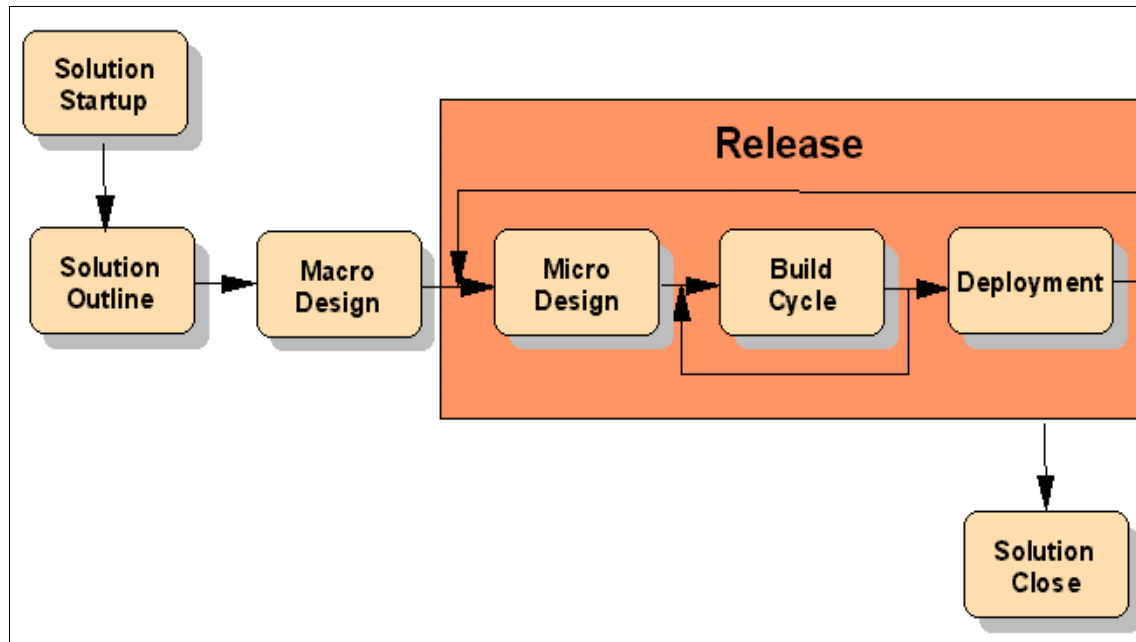 Solution
Startup
Release
Solution
Outline
Macro
Design
Micro
Design
Build
Cycle
Deployment
Solution
Close